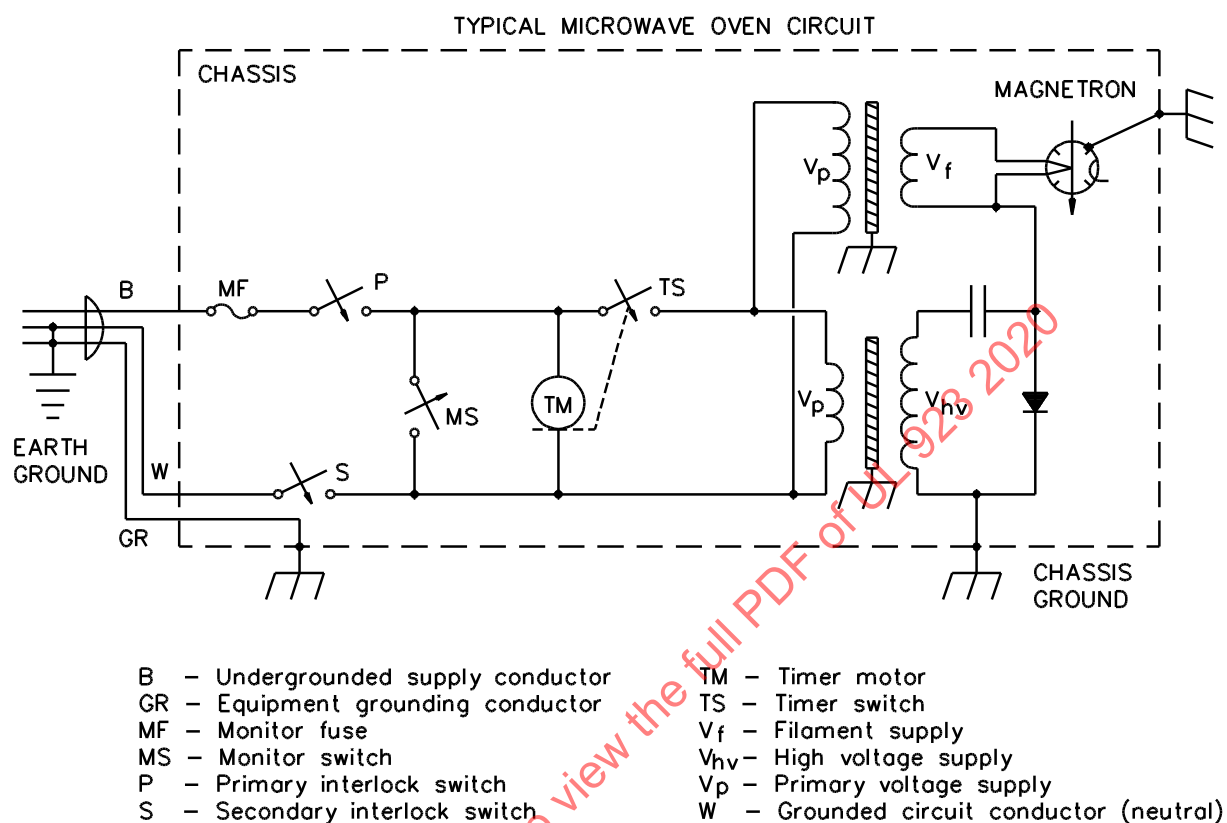 TYPICAL MICROWAVE OVEN CIRCUIT
CHASSIS
MAGNETRON
Vp
Vf
B
MF
P
TS
MS
TM
Vp
Vhv
EARTH
GROUND
W
S
GR
CHASSIS
GROUND
B – Undergrounded supply conductor
GR – Equipment grounding conductor
MF – Monitor fuse
MS – Monitor switch
P – Primary interlock switch
S – Secondary interlock switch
TM – Timer motor
TS – Timer switch
Vf – Filament supply
Vhv – High voltage supply
Vp – Primary voltage supply
W – Grounded circuit conductor (neutral)
view the full PDF of UL 923 2020